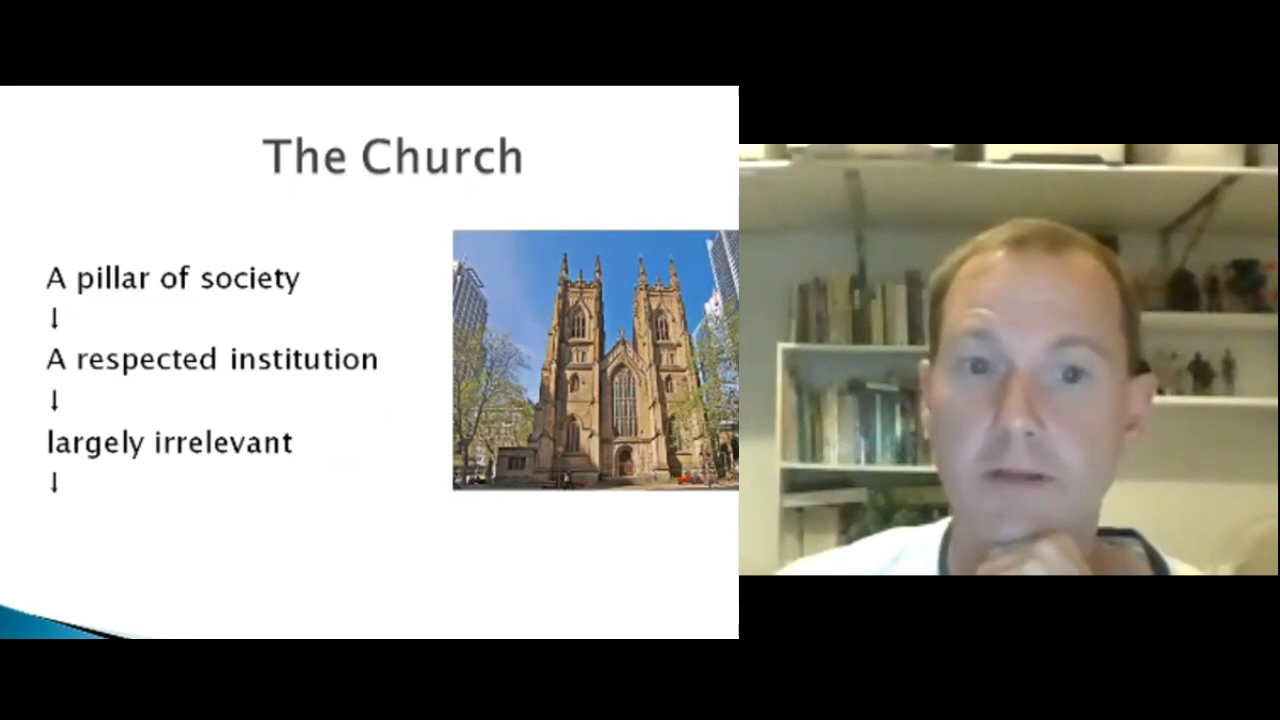 The Church
A pillar of society
↓
A respected institution
↓
largely irrelevant
↓